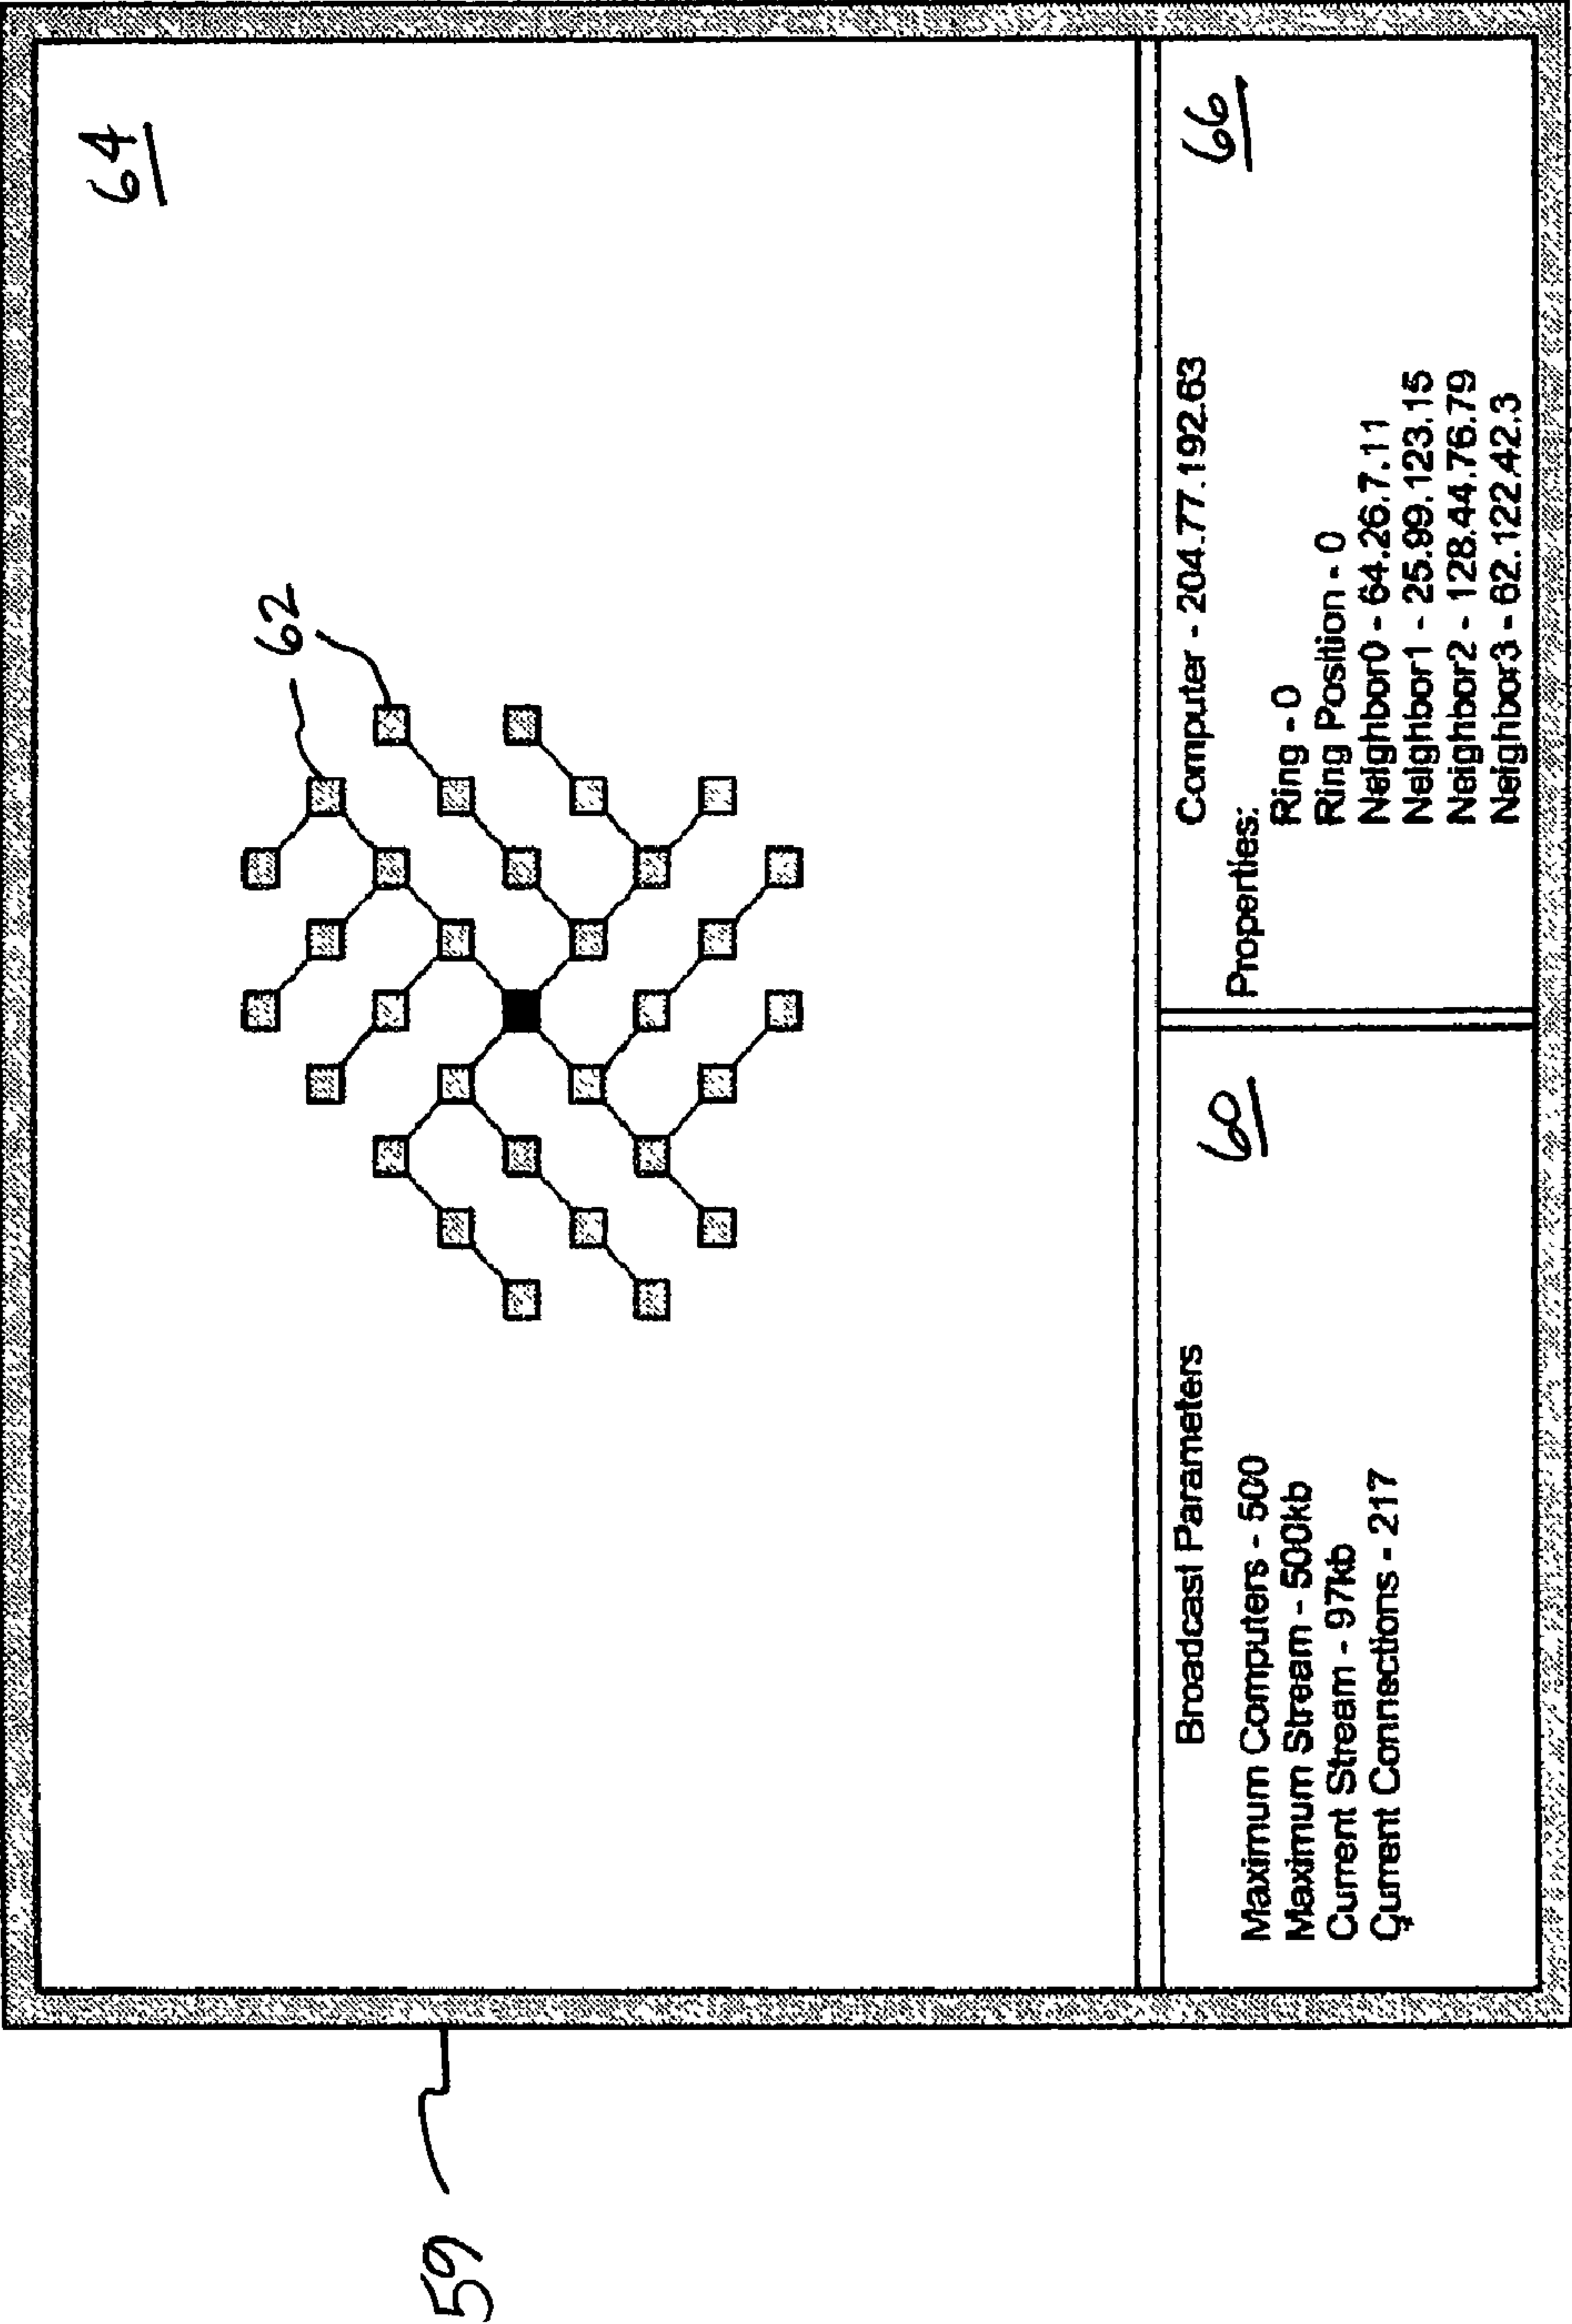 64
62
59
Broadcast Parameters
60
Maximum Computers - 500
Maximum Stream - 500kb
Current Stream - 97kb
Current Connections - 217
Computer - 204.77.192.63
66
Properties:
Ring - 0
Ring Position - 0
Neighbor0 - 64.26.7.11
Neighbor1 - 25.99.123.15
Neighbor2 - 128.44.76.79
Neighbor3 - 62.122.42.3